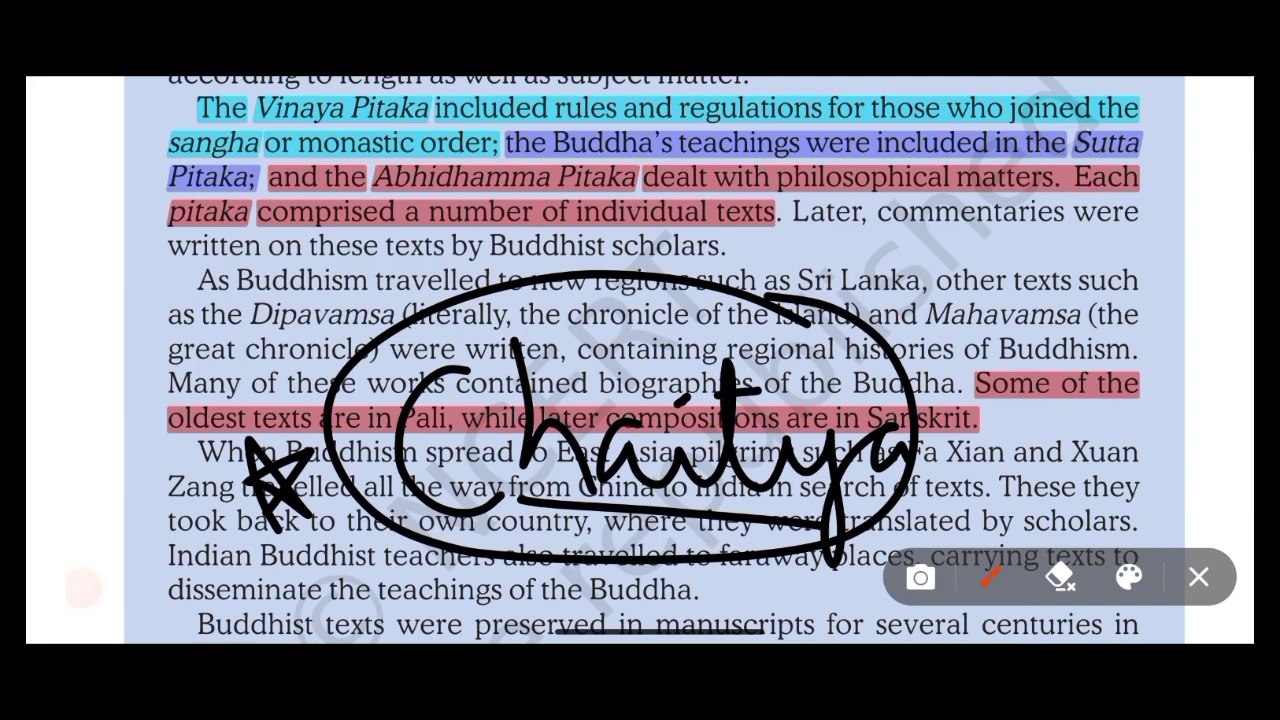 according to length as well as subject matter.
The Vinaya Pitaka included rules and regulations for those who joined the
sangha or monastic order; the Buddha's teachings were included in the Sutta
Pitaka; and the Abhidhamma Pitaka dealt with philosophical matters. Each
pitaka comprised a number of individual texts. Later, commentaries were
written on these texts by Buddhist scholars.
As Buddhism travelled to new regions such as Sri Lanka, other texts such
as the Dipavamsa (literally, the chronicle of the island) and Mahavamsa (the
great chronicle) were written, containing regional histories of Buddhism.
Many of these works contained biographies of the Buddha. Some of the
oldest texts are in Pali, while later compositions are in Sanskrit.
When Buddhism spread to East Asia pilgrims such as Fa Xian and Xuan
Zang travelled all the way from China to India in search of texts. These they
took back to their own country, where they were translated by scholars.
Indian Buddhist teachers also travelled to faraway places, carrying texts to
disseminate the teachings of the Buddha.
Buddhist texts were preserved in manuscripts for several centuries in
Chaitya
© NCERT
republished